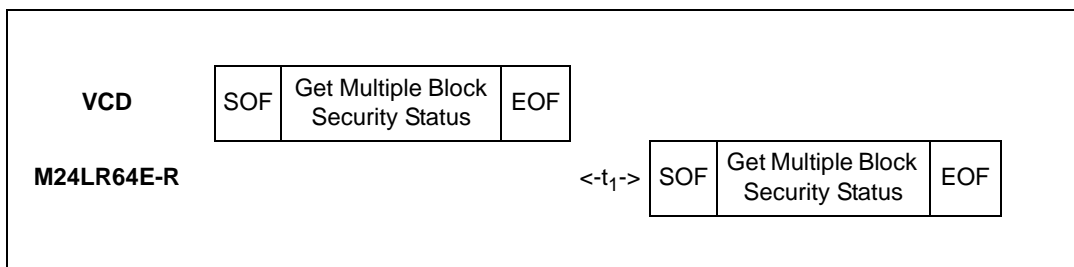 VCD SOF Get Multiple Block Security Status EOF
M24LR64E-R <-t1-> SOF Get Multiple Block Security Status EOF